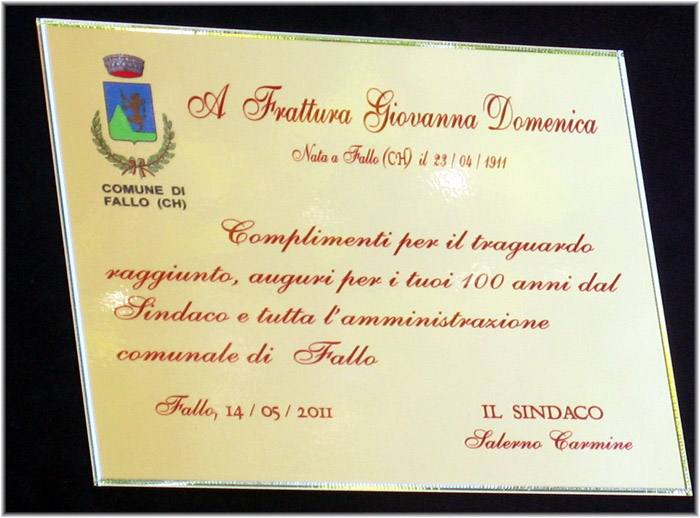 A Frattura Giovanna Domenica
Nata a Fallo (CH) il 23 / 04 / 1911
COMUNE DI
FALLO (CH)
Complimenti per il traguardo
raggiunto, auguri per i tuoi 100 anni dal
Sindaco e tutta l'amministrazione
comunale di Fallo
Fallo, 14 / 05 / 2011
IL SINDACO
Salerno Carmine